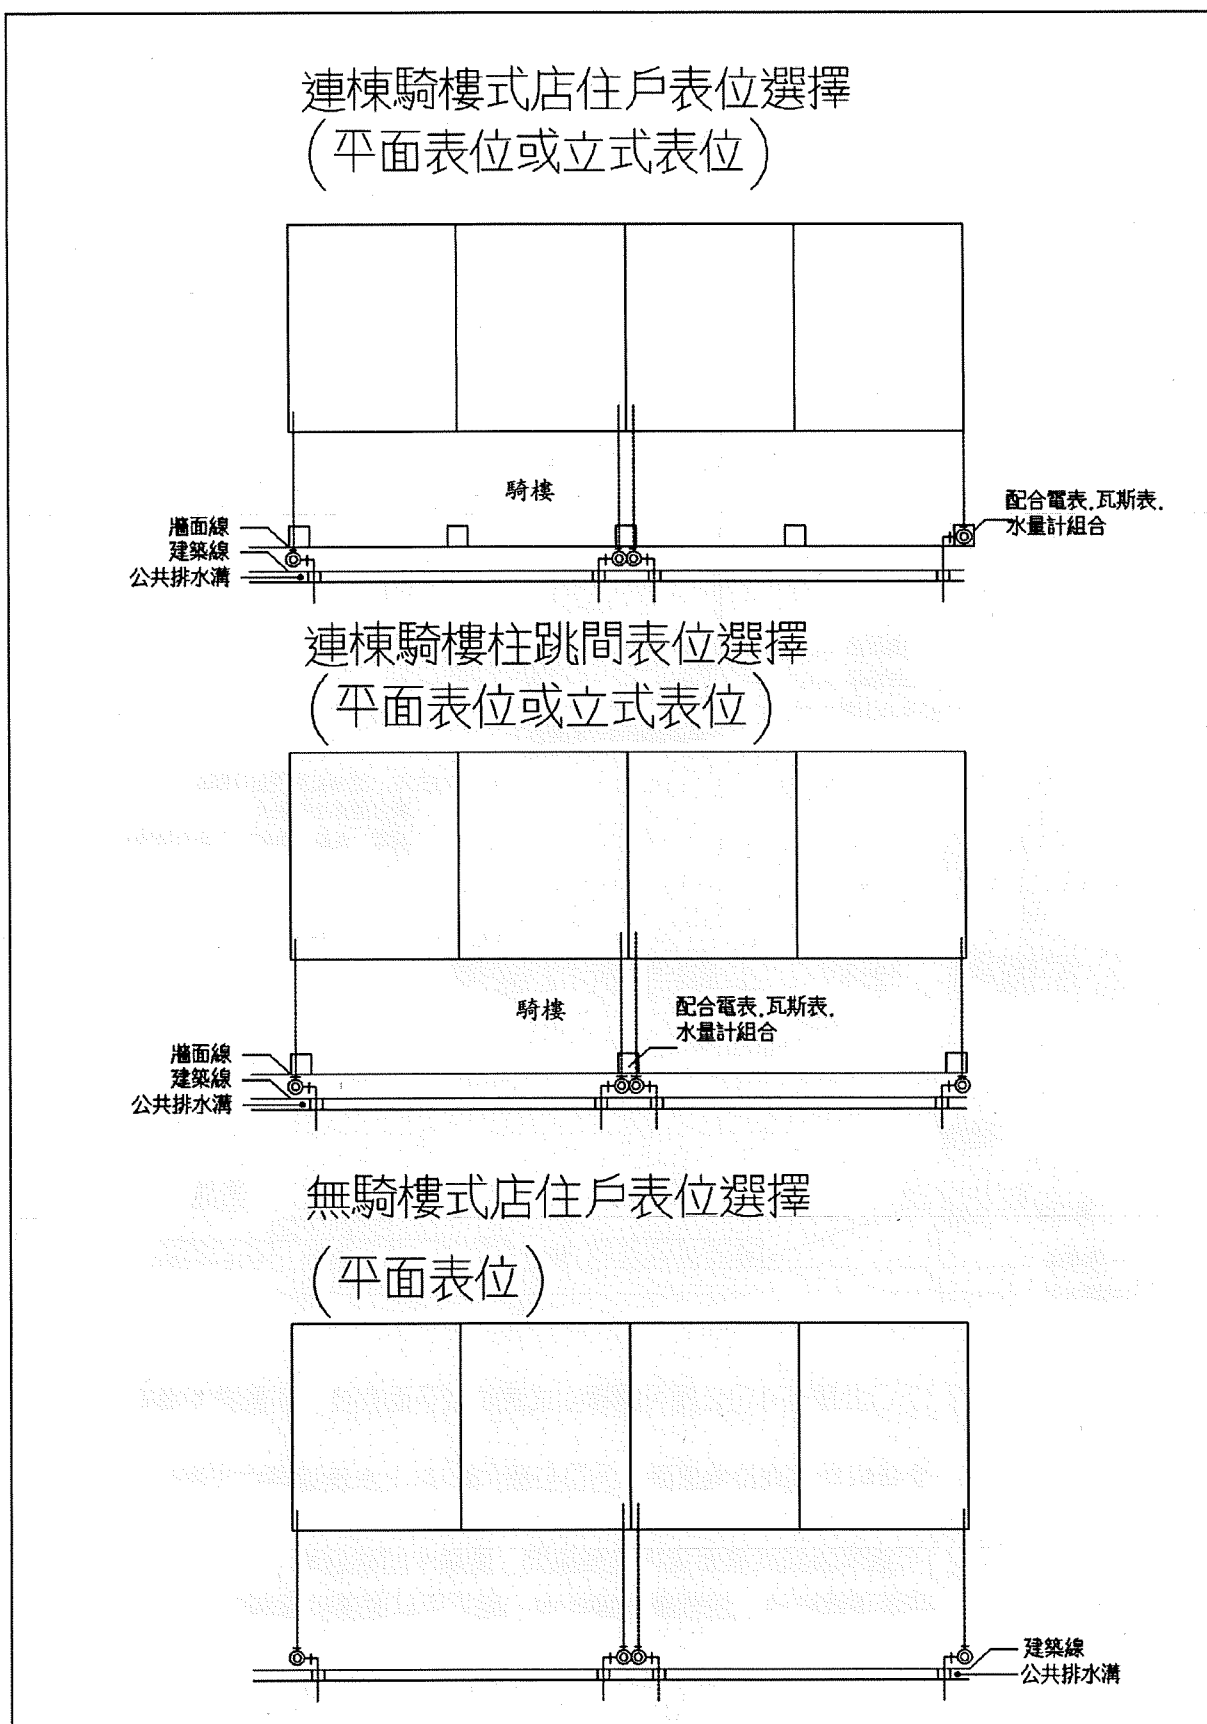 連棟騎樓式店住戶表位選擇
(平面表位或立式表位)
騎樓
配合電表.瓦斯表.
水量計組合
牆面線
建築線
公共排水溝
連棟騎樓柱跳間表位選擇
(平面表位或立式表位)
騎樓
配合電表.瓦斯表.
水量計組合
牆面線
建築線
公共排水溝
無騎樓式店住戶表位選擇
(平面表位)
建築線
公共排水溝